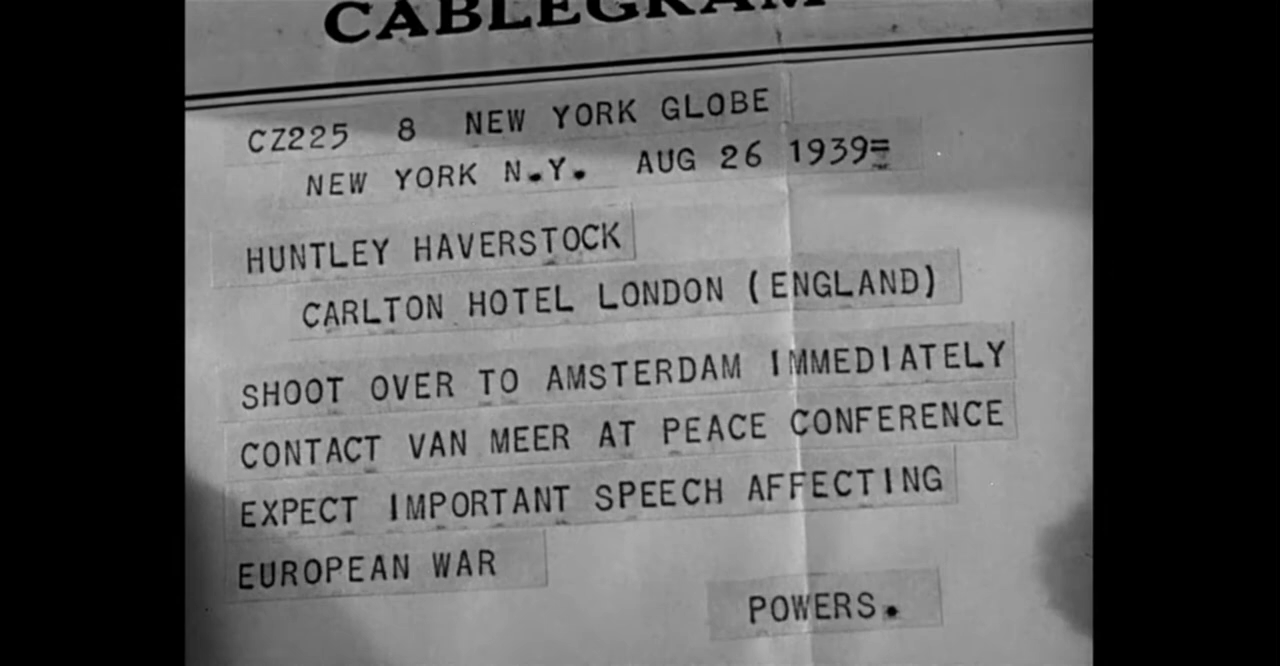 CABLEGRAM
CZ225 8 NEW YORK GLOBE
NEW YORK N.Y. AUG 26 1939=
HUNTLEY HAVERSTOCK
CARLTON HOTEL LONDON (ENGLAND)
SHOOT OVER TO AMSTERDAM IMMEDIATELY
CONTACT VAN MEER AT PEACE CONFERENCE
EXPECT IMPORTANT SPEECH AFFECTING
EUROPEAN WAR
POWERS.